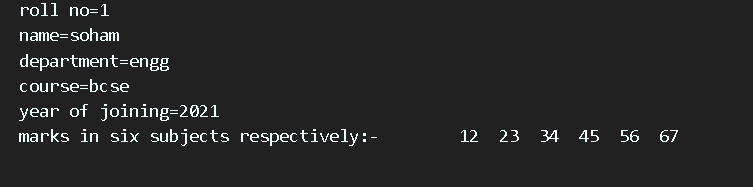 roll no=1
name=soham
department=engg
course=bcse
year of joining=2021
marks in six subjects respectively:- 12 23 34 45 56 67